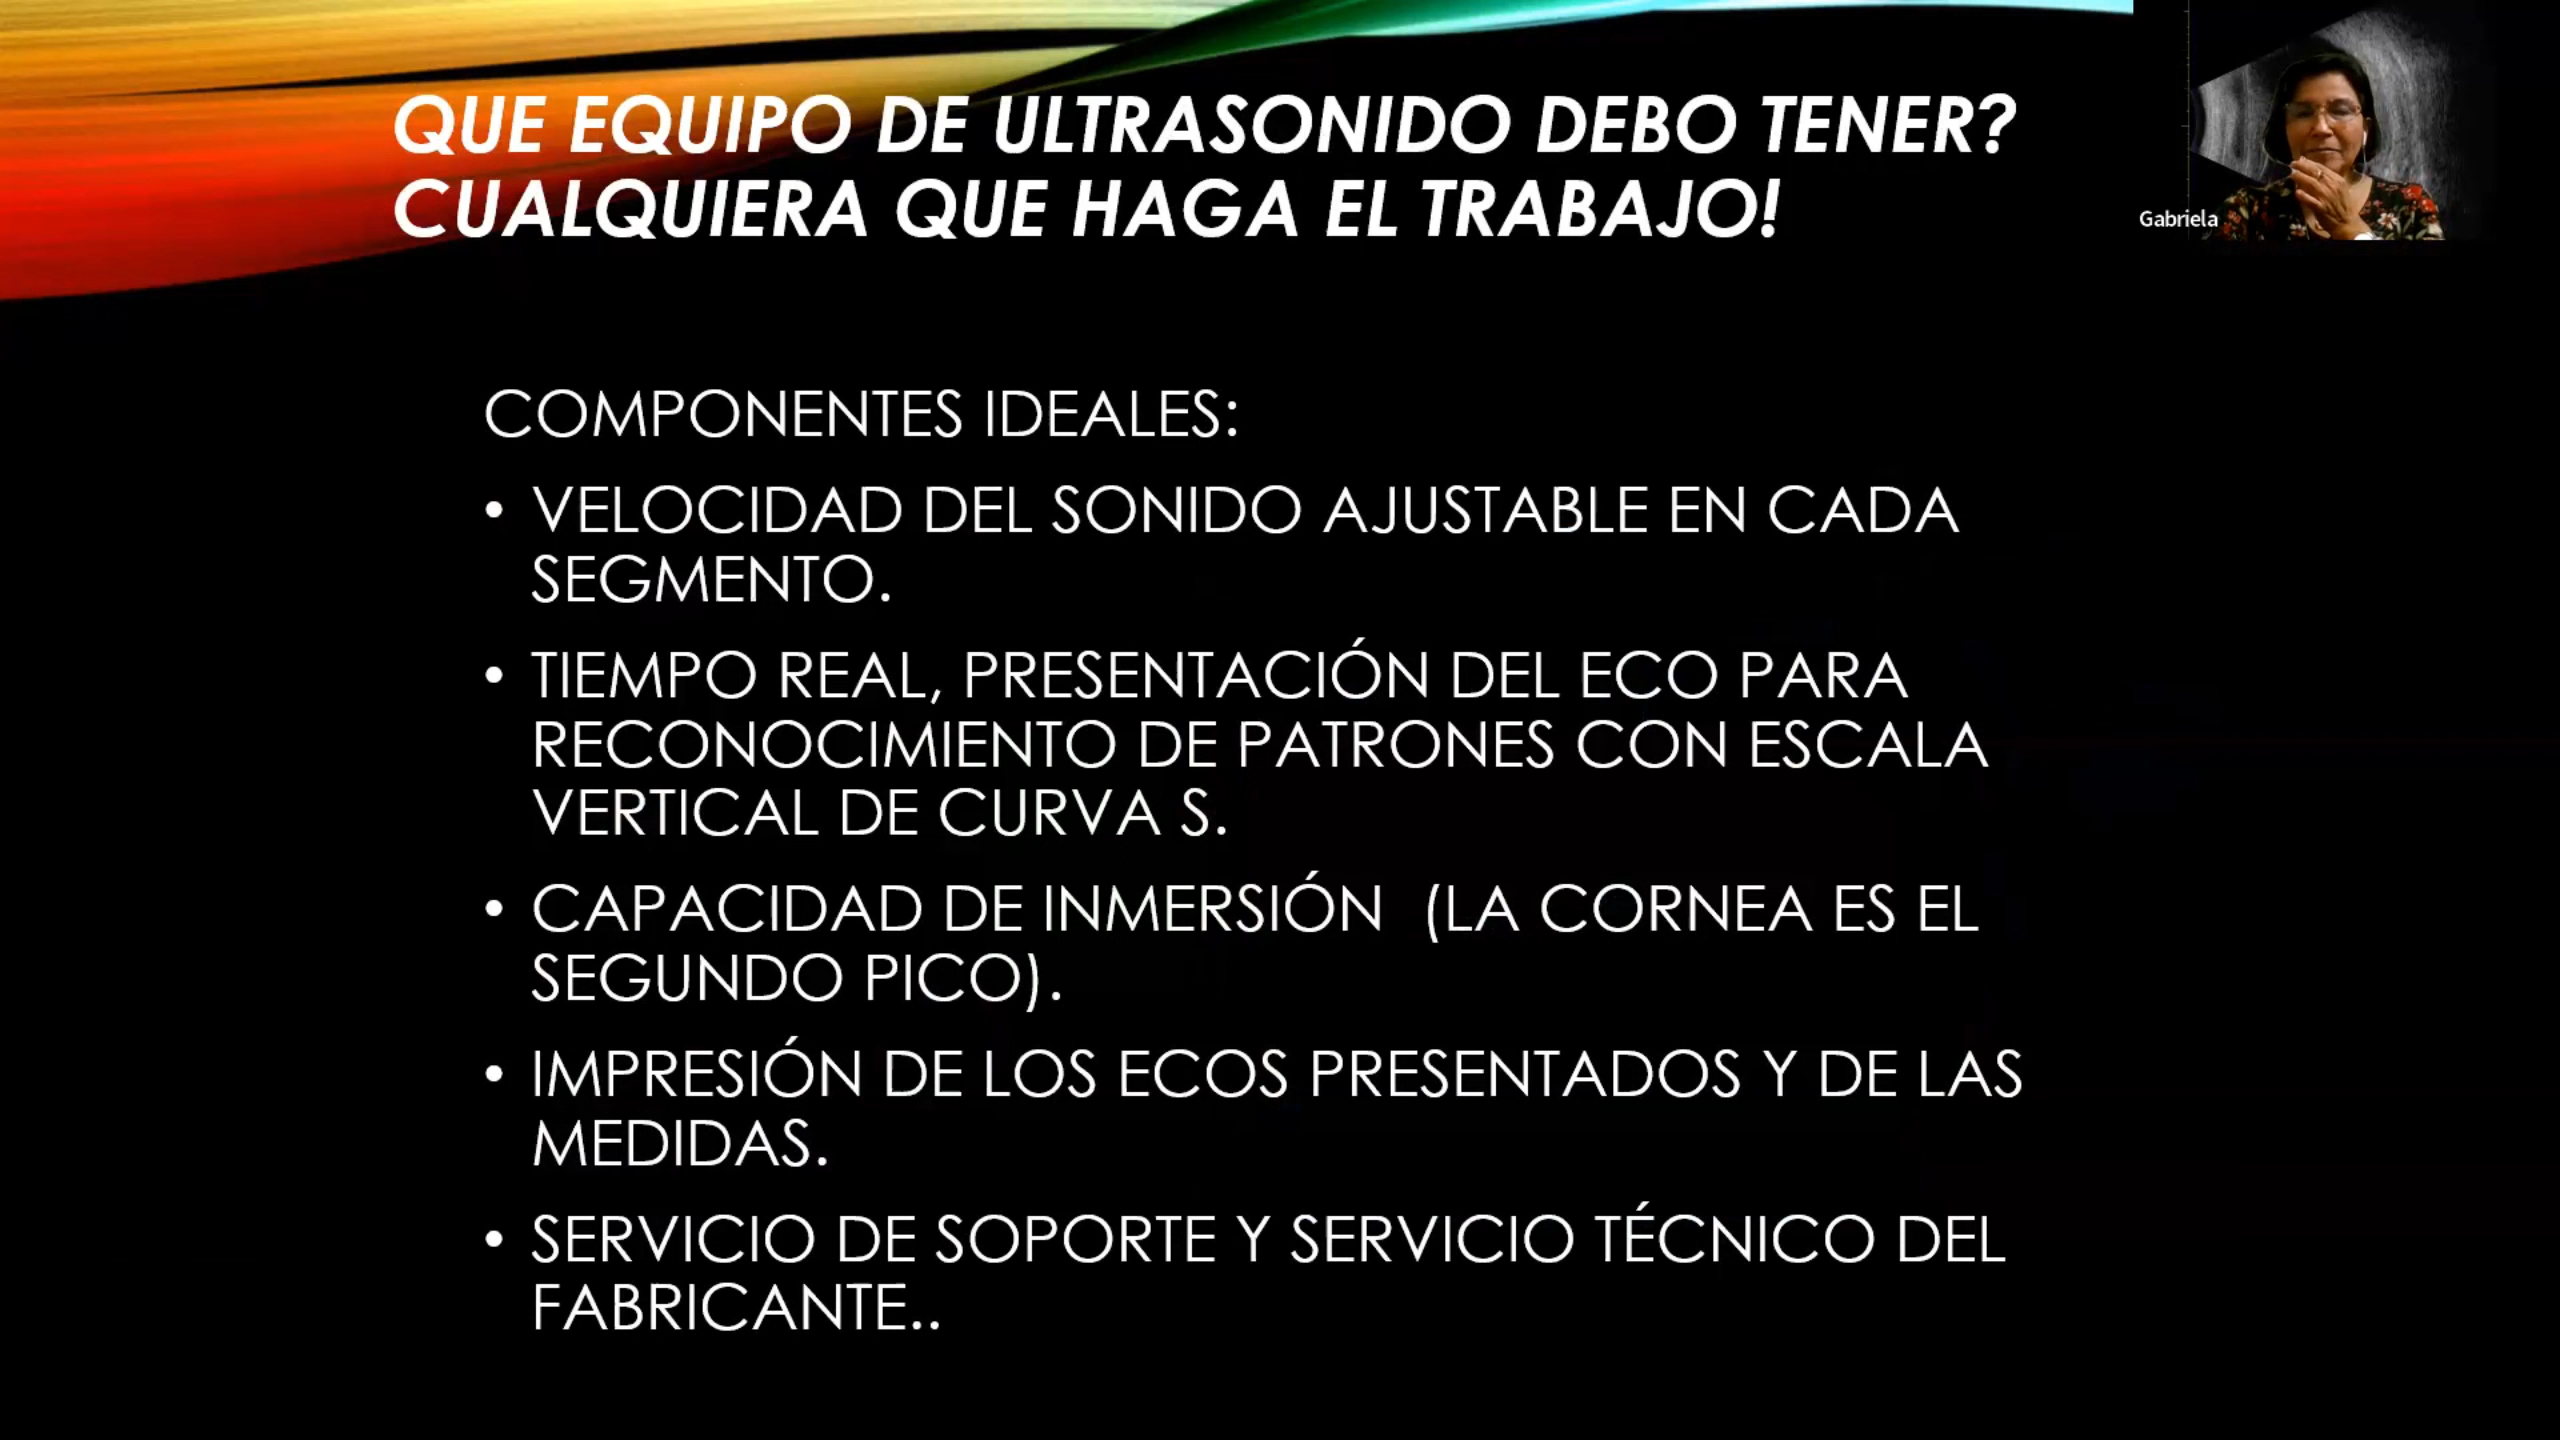 QUE EQUIPO DE ULTRASONIDO DEBO TENER?
CUALQUIERA QUE HAGA EL TRABAJO!
Gabriela
COMPONENTES IDEALES:
• VELOCIDAD DEL SONIDO AJUSTABLE EN CADA
SEGMENTO.
• TIEMPO REAL, PRESENTACIÓN DEL ECO PARA
RECONOCIMIENTO DE PATRONES CON ESCALA
VERTICAL DE CURVA S.
• CAPACIDAD DE INMERSIÓN (LA CORNEA ES EL
SEGUNDO PICO).
• IMPRESIÓN DE LOS ECOS PRESENTADOS Y DE LAS
MEDIDAS.
• SERVICIO DE SOPORTE Y SERVICIO TÉCNICO DEL
FABRICANTE..